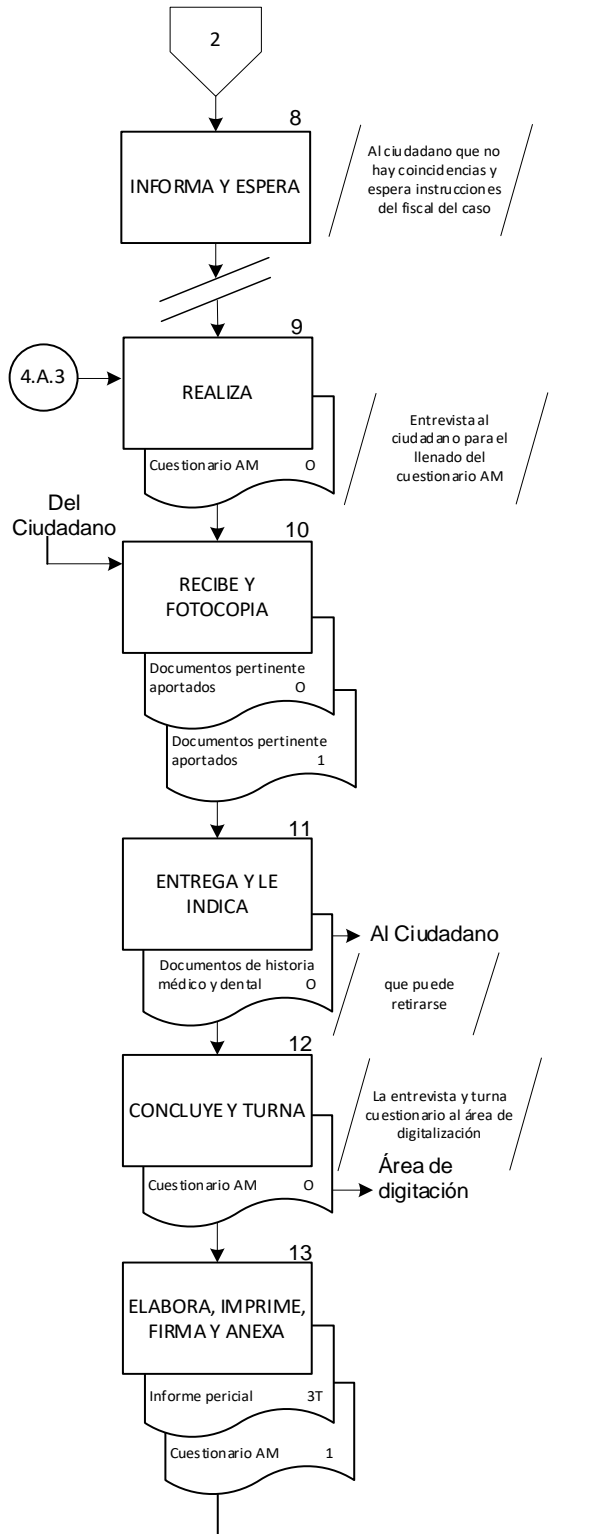 2
8
INFORMA Y ESPERA
Al ciudadano que no
hay coincidencias y
espera instrucciones
del fiscal del caso
9
4.A.3
REALIZA
Cuestionario AM O
Entrevista al
ciudadano para el
llenado del
cuestionario AM
Del
Ciudadano
10
RECIBE Y
FOTOCOPIA
Documentos pertinente
aportados O
Documentos pertinente
aportados 1
11
ENTREGA Y LE
INDICA
Al Ciudadano
Documentos de historia
médico y dental O
que puede
retirarse
12
CONCLUYE Y TURNA
La entrevista y turna
cuestionario al área de
digitalización
Cuestionario AM O
Área de
digitación
13
ELABORA, IMPRIME,
FIRMA Y ANEXA
Informe pericial 3T
Cuestionario AM 1